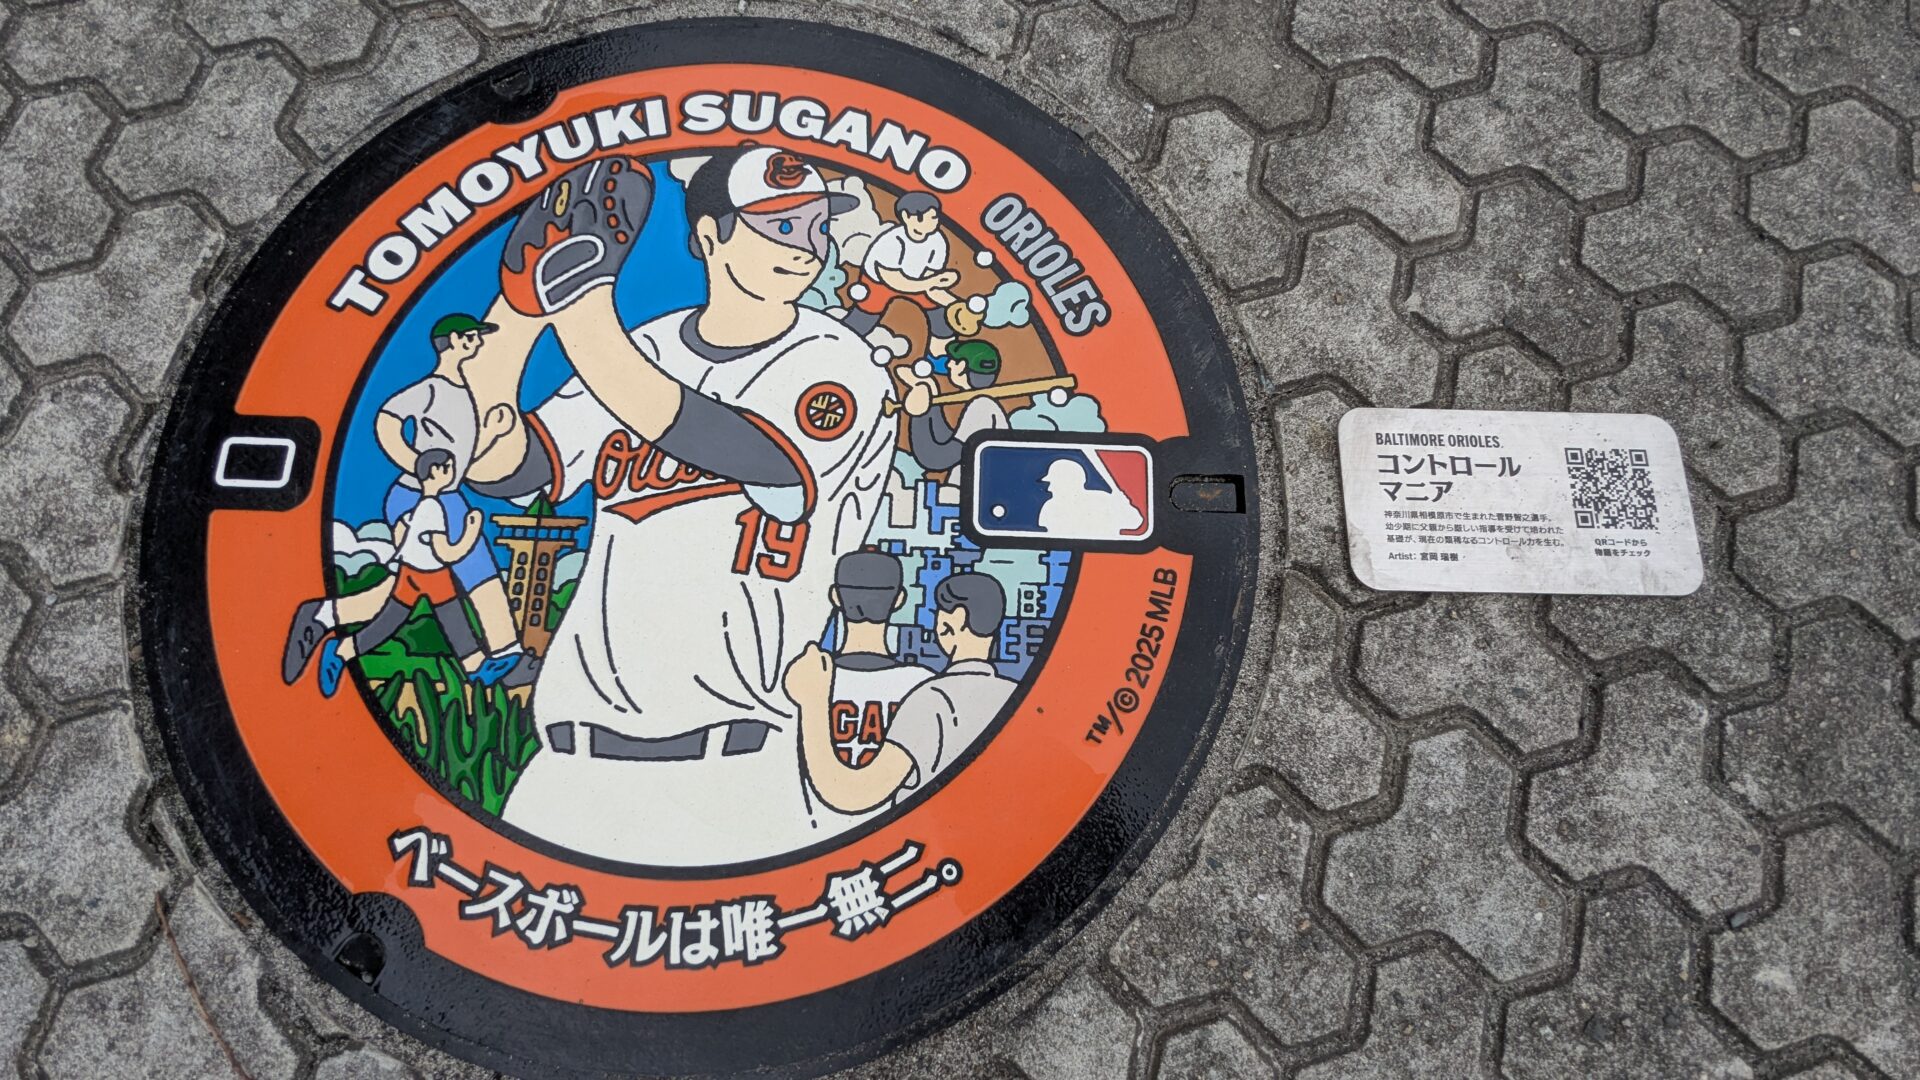 TOMOYUKI SUGANO
ORIOLES
19
GA
TM/© 2025 MLB
ベースボールは唯一無二。
BALTIMORE ORIOLES
コントロール
マニア
神奈川県相模原市で生まれた菅野智之選手。
幼少期に父親から厳しい指導を受けて培われた
基礎が、現在の類稀なるコントロール力を生む。
Artist: 宮岡 瑞樹
QRコードから
物語をチェック